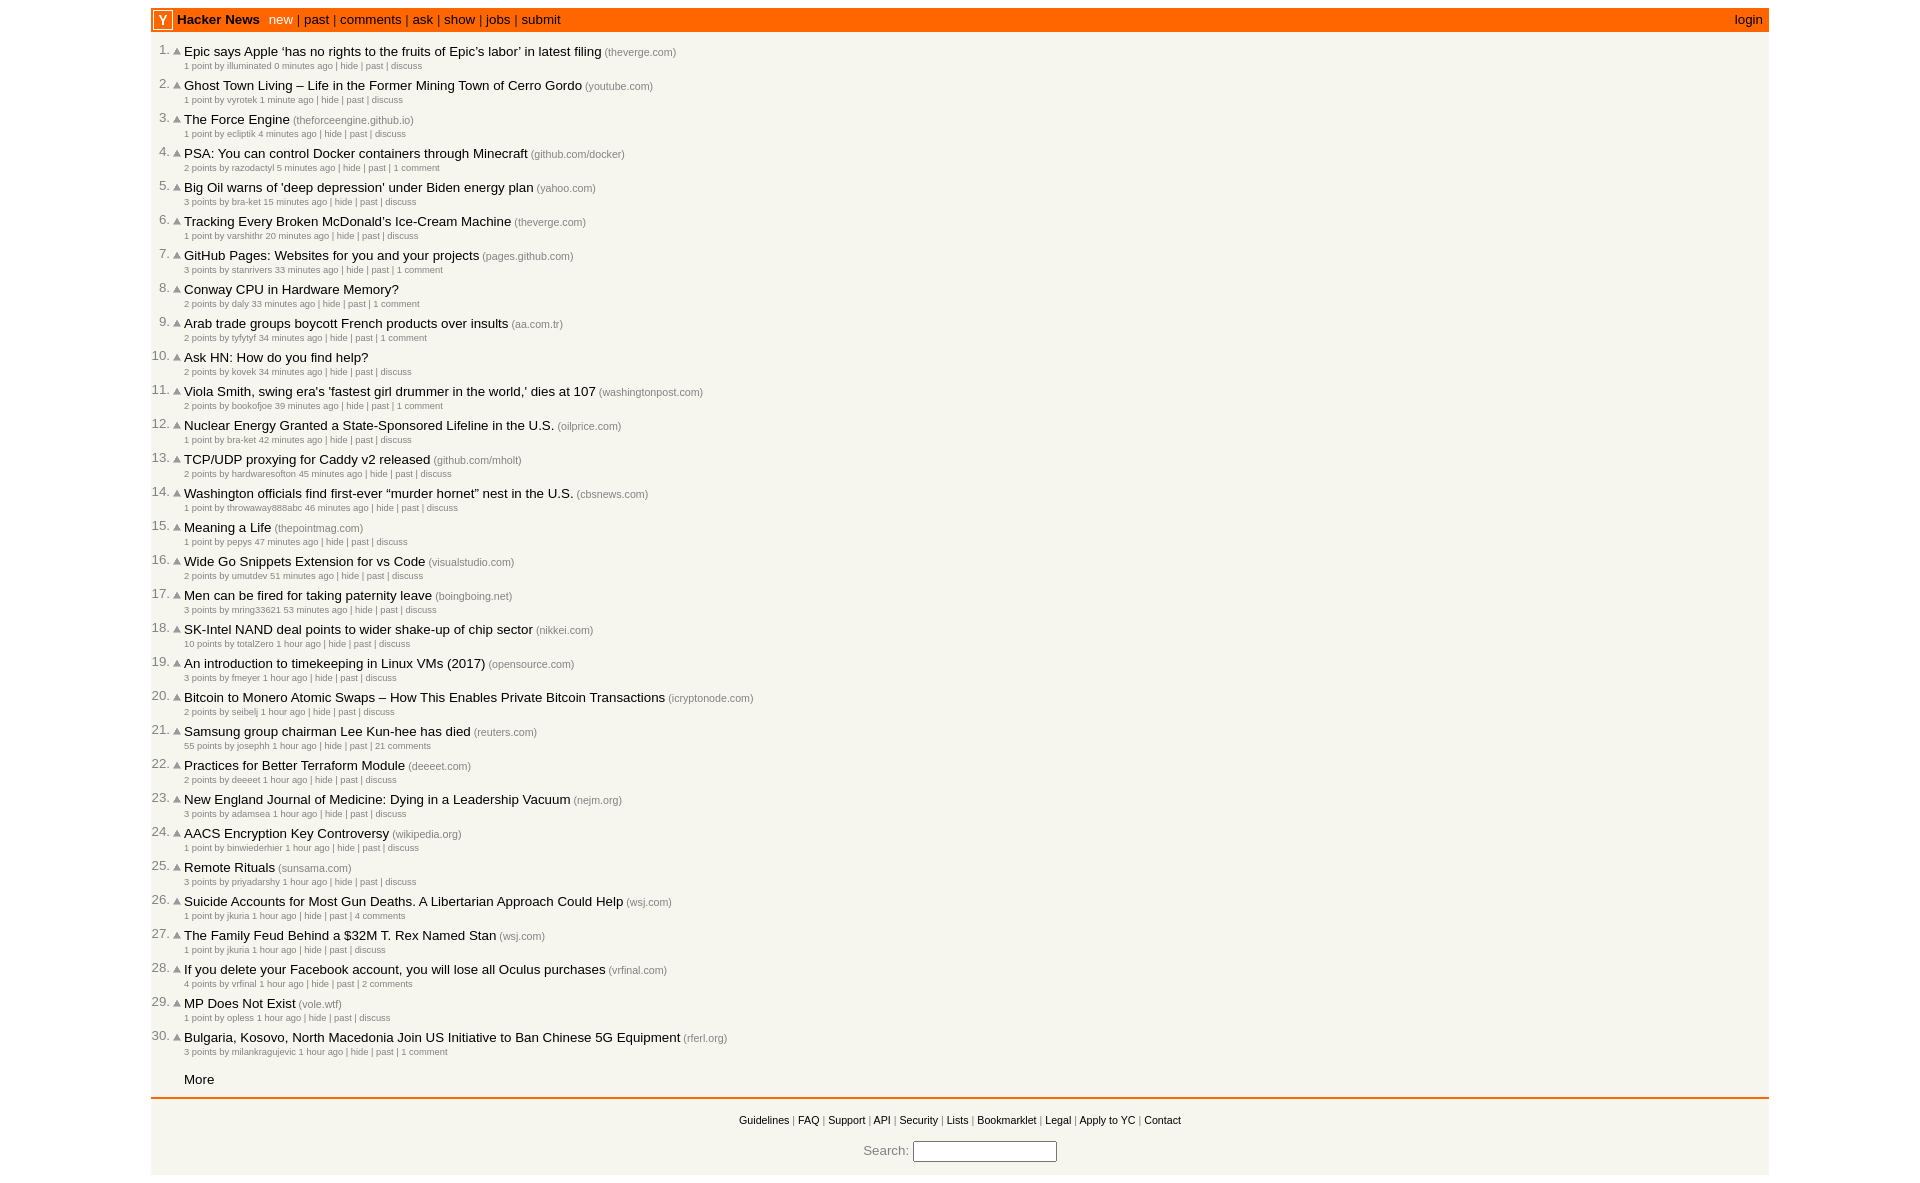 Y Hacker News new | past | comments | ask | show | jobs | submit login
1. Epic says Apple ‘has no rights to the fruits of Epic’s labor’ in latest filing (theverge.com)
1 point by illuminated 0 minutes ago | hide | past | discuss
2. Ghost Town Living – Life in the Former Mining Town of Cerro Gordo (youtube.com)
1 point by vyrotek 1 minute ago | hide | past | discuss
3. The Force Engine (theforceengine.github.io)
1 point by ecliptik 4 minutes ago | hide | past | discuss
4. PSA: You can control Docker containers through Minecraft (github.com/docker)
2 points by razodactyl 5 minutes ago | hide | past | 1 comment
5. Big Oil warns of 'deep depression' under Biden energy plan (yahoo.com)
3 points by bra-ket 15 minutes ago | hide | past | discuss
6. Tracking Every Broken McDonald’s Ice-Cream Machine (theverge.com)
1 point by varshithr 20 minutes ago | hide | past | discuss
7. GitHub Pages: Websites for you and your projects (pages.github.com)
3 points by stanrivers 33 minutes ago | hide | past | 1 comment
8. Conway CPU in Hardware Memory?
2 points by daly 33 minutes ago | hide | past | 1 comment
9. Arab trade groups boycott French products over insults (aa.com.tr)
2 points by tyfytyf 34 minutes ago | hide | past | 1 comment
10. Ask HN: How do you find help?
2 points by kovek 34 minutes ago | hide | past | discuss
11. Viola Smith, swing era's 'fastest girl drummer in the world,' dies at 107 (washingtonpost.com)
2 points by bookofjoe 39 minutes ago | hide | past | 1 comment
12. Nuclear Energy Granted a State-Sponsored Lifeline in the U.S. (oilprice.com)
1 point by bra-ket 42 minutes ago | hide | past | discuss
13. TCP/UDP proxying for Caddy v2 released (github.com/mholt)
2 points by hardwaresofton 45 minutes ago | hide | past | discuss
14. Washington officials find first-ever “murder hornet” nest in the U.S. (cbsnews.com)
1 point by throwaway888abc 46 minutes ago | hide | past | discuss
15. Meaning a Life (thepointmag.com)
1 point by pepys 47 minutes ago | hide | past | discuss
16. Wide Go Snippets Extension for vs Code (visualstudio.com)
2 points by umutdev 51 minutes ago | hide | past | discuss
17. Men can be fired for taking paternity leave (boingboing.net)
3 points by mring33621 53 minutes ago | hide | past | discuss
18. SK-Intel NAND deal points to wider shake-up of chip sector (nikkei.com)
10 points by totalZero 1 hour ago | hide | past | discuss
19. An introduction to timekeeping in Linux VMs (2017) (opensource.com)
3 points by fmeyer 1 hour ago | hide | past | discuss
20. Bitcoin to Monero Atomic Swaps – How This Enables Private Bitcoin Transactions (icryptonode.com)
2 points by seibelj 1 hour ago | hide | past | discuss
21. Samsung group chairman Lee Kun-hee has died (reuters.com)
55 points by josephh 1 hour ago | hide | past | 21 comments
22. Practices for Better Terraform Module (deeeet.com)
2 points by deeeet 1 hour ago | hide | past | discuss
23. New England Journal of Medicine: Dying in a Leadership Vacuum (nejm.org)
3 points by adamsea 1 hour ago | hide | past | discuss
24. AACS Encryption Key Controversy (wikipedia.org)
1 point by binwiederhier 1 hour ago | hide | past | discuss
25. Remote Rituals (sunsama.com)
3 points by priyadarshy 1 hour ago | hide | past | discuss
26. Suicide Accounts for Most Gun Deaths. A Libertarian Approach Could Help (wsj.com)
1 point by jkuria 1 hour ago | hide | past | 4 comments
27. The Family Feud Behind a $32M T. Rex Named Stan (wsj.com)
1 point by jkuria 1 hour ago | hide | past | discuss
28. If you delete your Facebook account, you will lose all Oculus purchases (vrfinal.com)
4 points by vrfinal 1 hour ago | hide | past | 2 comments
29. MP Does Not Exist (vole.wtf)
1 point by opless 1 hour ago | hide | past | discuss
30. Bulgaria, Kosovo, North Macedonia Join US Initiative to Ban Chinese 5G Equipment (rferl.org)
3 points by milankragujevic 1 hour ago | hide | past | 1 comment
More
Guidelines | FAQ | Support | API | Security | Lists | Bookmarklet | Legal | Apply to YC | Contact
Search: